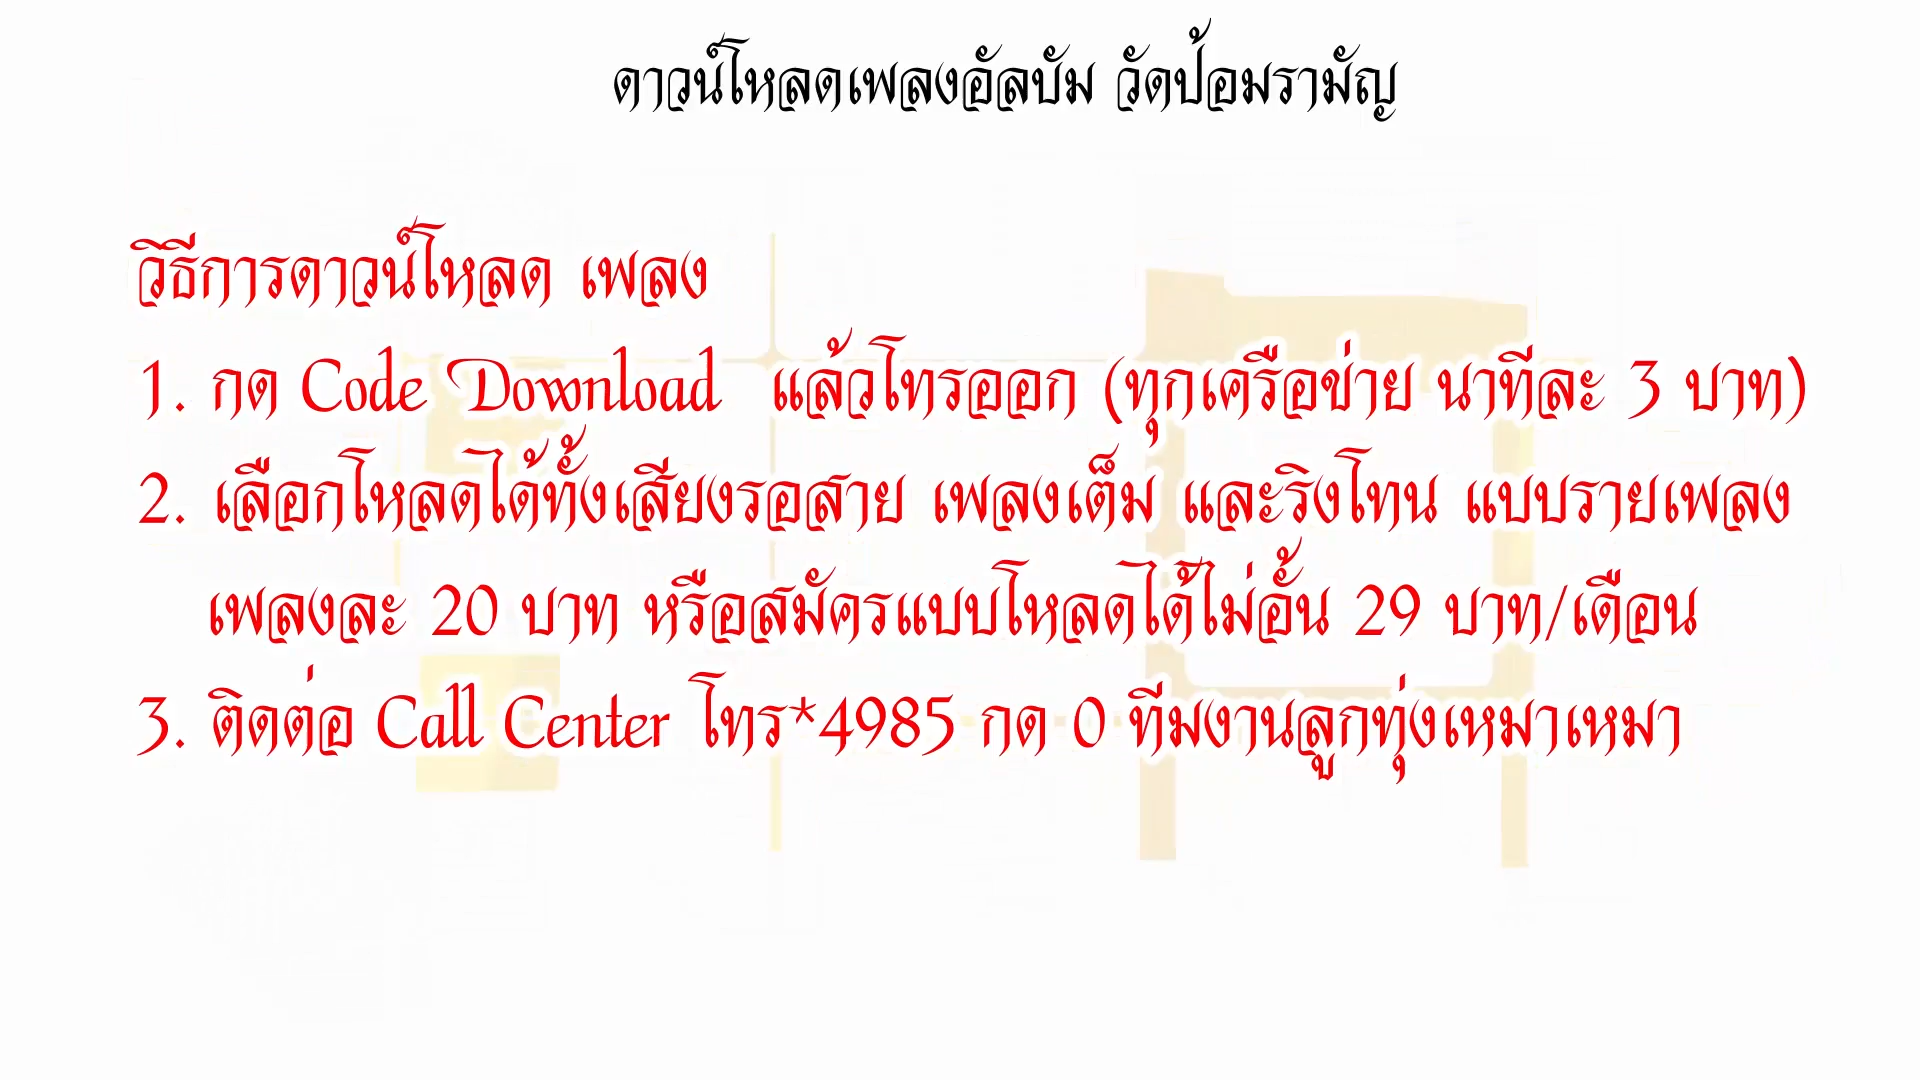 ดาวน์โหลดเพลงอัลบัม วัดป้อมรามัญ
วิธีการดาวน์โหลด เพลง
1. กด Code Download แล้วโทรออก (ทุกเครือข่าย นาทีละ 3 บาท)
2. เลือกโหลดได้ทั้งเสียงรอสาย เพลงเต็ม และริงโทน แบบรายเพลง
เพลงละ 20 บาท หรือสมัครแบบโหลดได้ไม่อั้น 29 บาท/เดือน
3. ติดต่อ Call Center โทร*4985 กด 0 ทีมงานลูกทุ่งเหมาเหมา